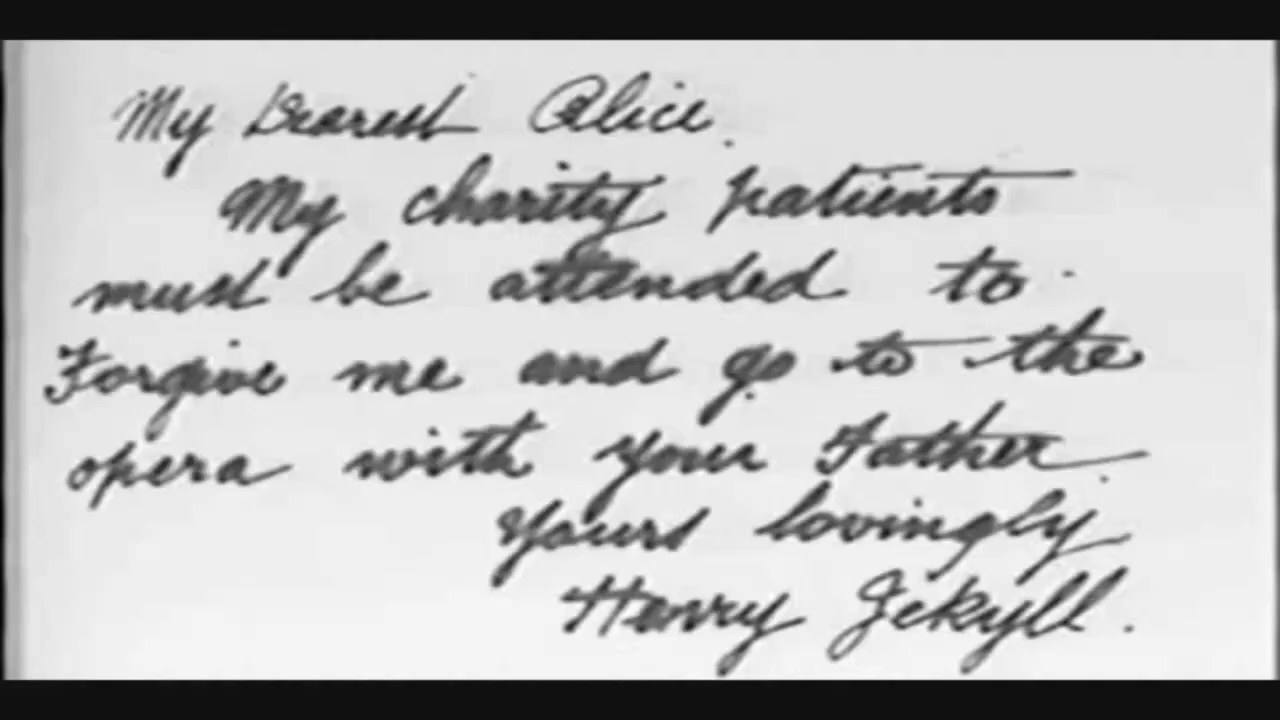 My Dearest Alice.
My charity patients
must be attended to.
Forgive me and go to the
opera with your Father.
Yours lovingly
Henry Jekyll.